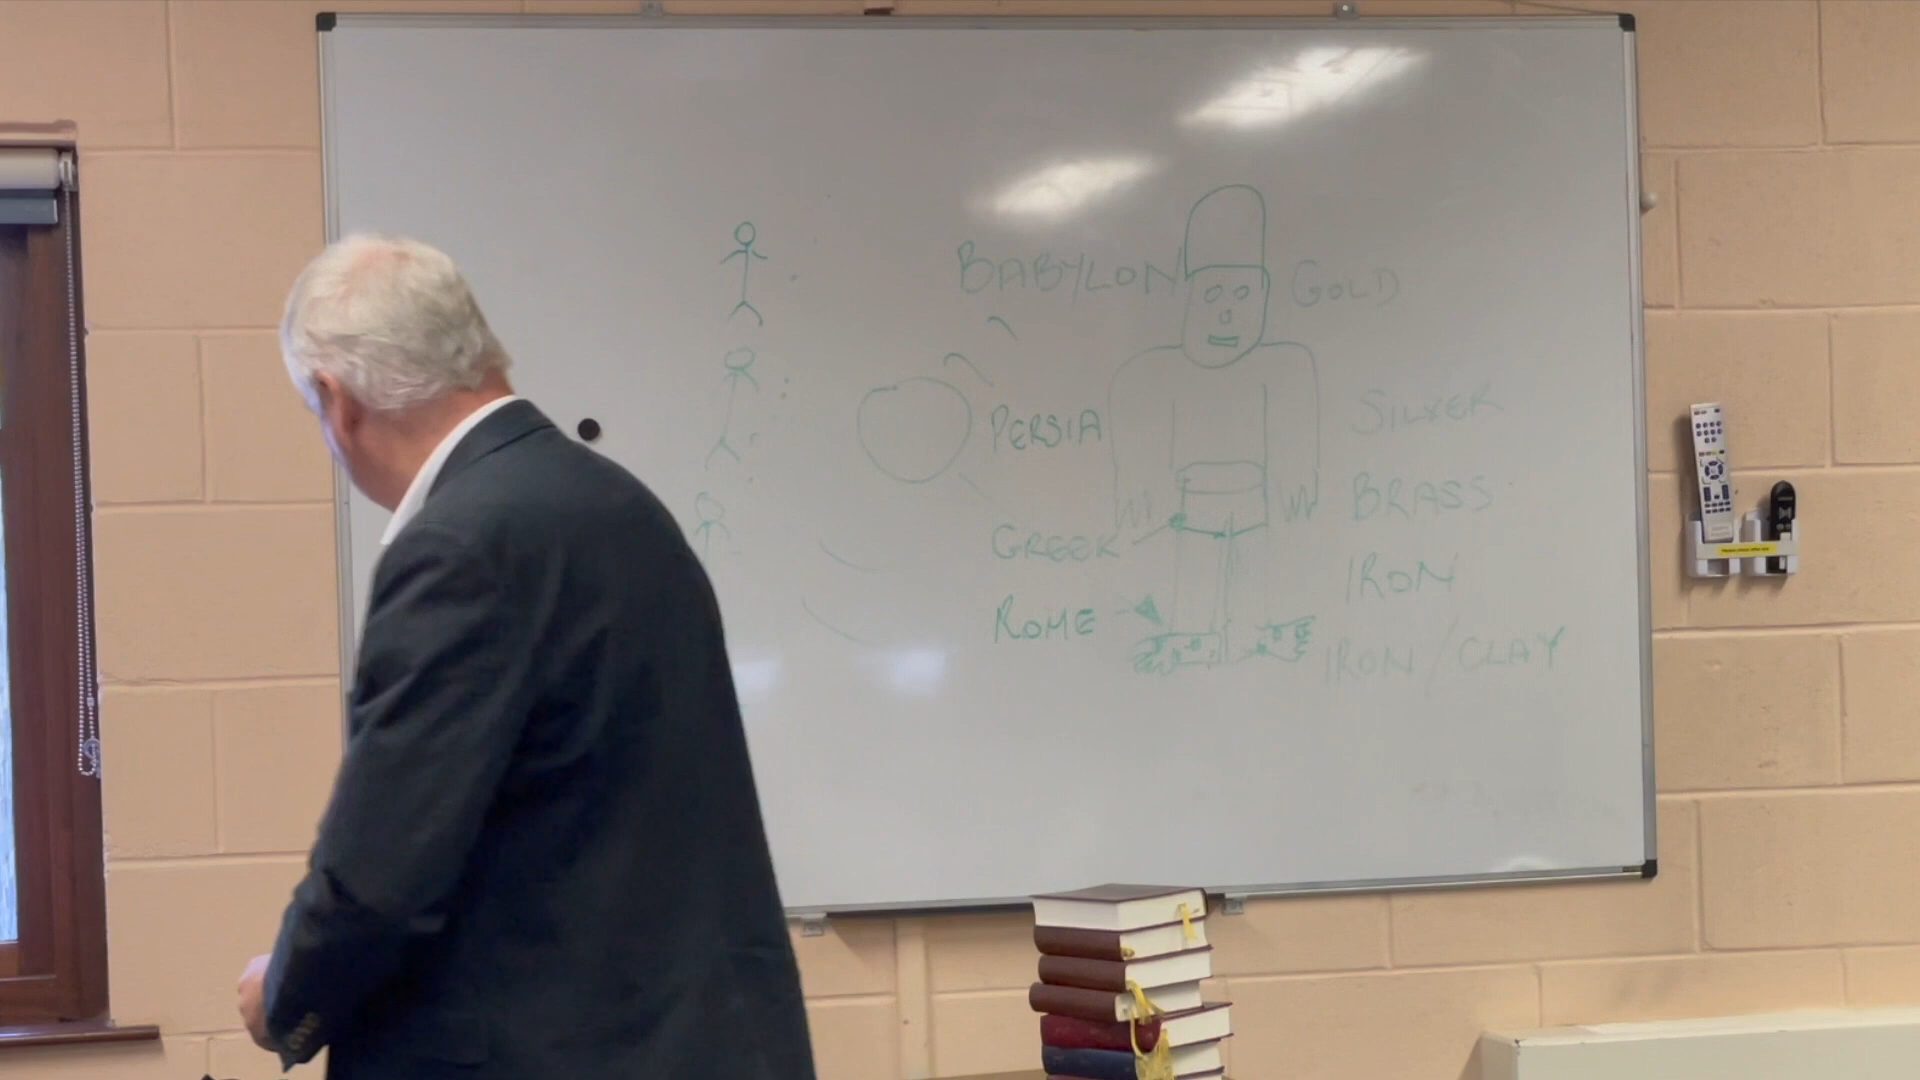 BABYLON
GOLD
PERSIA
SILVER
BRASS
GREEK
IRON
ROME
IRON/CLAY